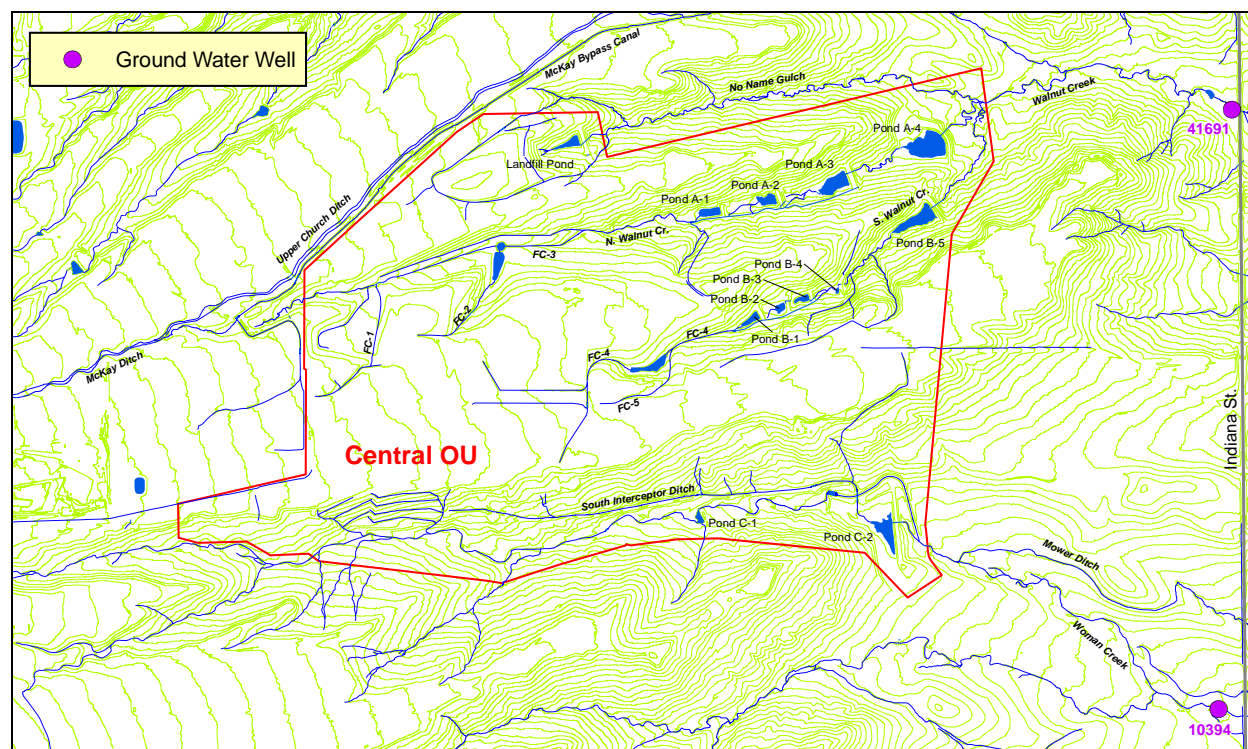 Ground Water Well
McKay Bypass Canal
No Name Gulch
Walnut Creek
41691
Pond A-4
Landfill Pond
Pond A-3
Pond A-2
Pond A-1
S. Walnut Cr.
Upper Church Ditch
N. Walnut Cr.
Pond B-5
FC-3
Pond B-4
Pond B-3
Pond B-2
FC-2
FC-1
FC-4
Pond B-1
McKay Ditch
FC-4
FC-5
Indiana St.
Central OU
South Interceptor Ditch
Pond C-1
Pond C-2
Mower Ditch
Woman Creek
10394